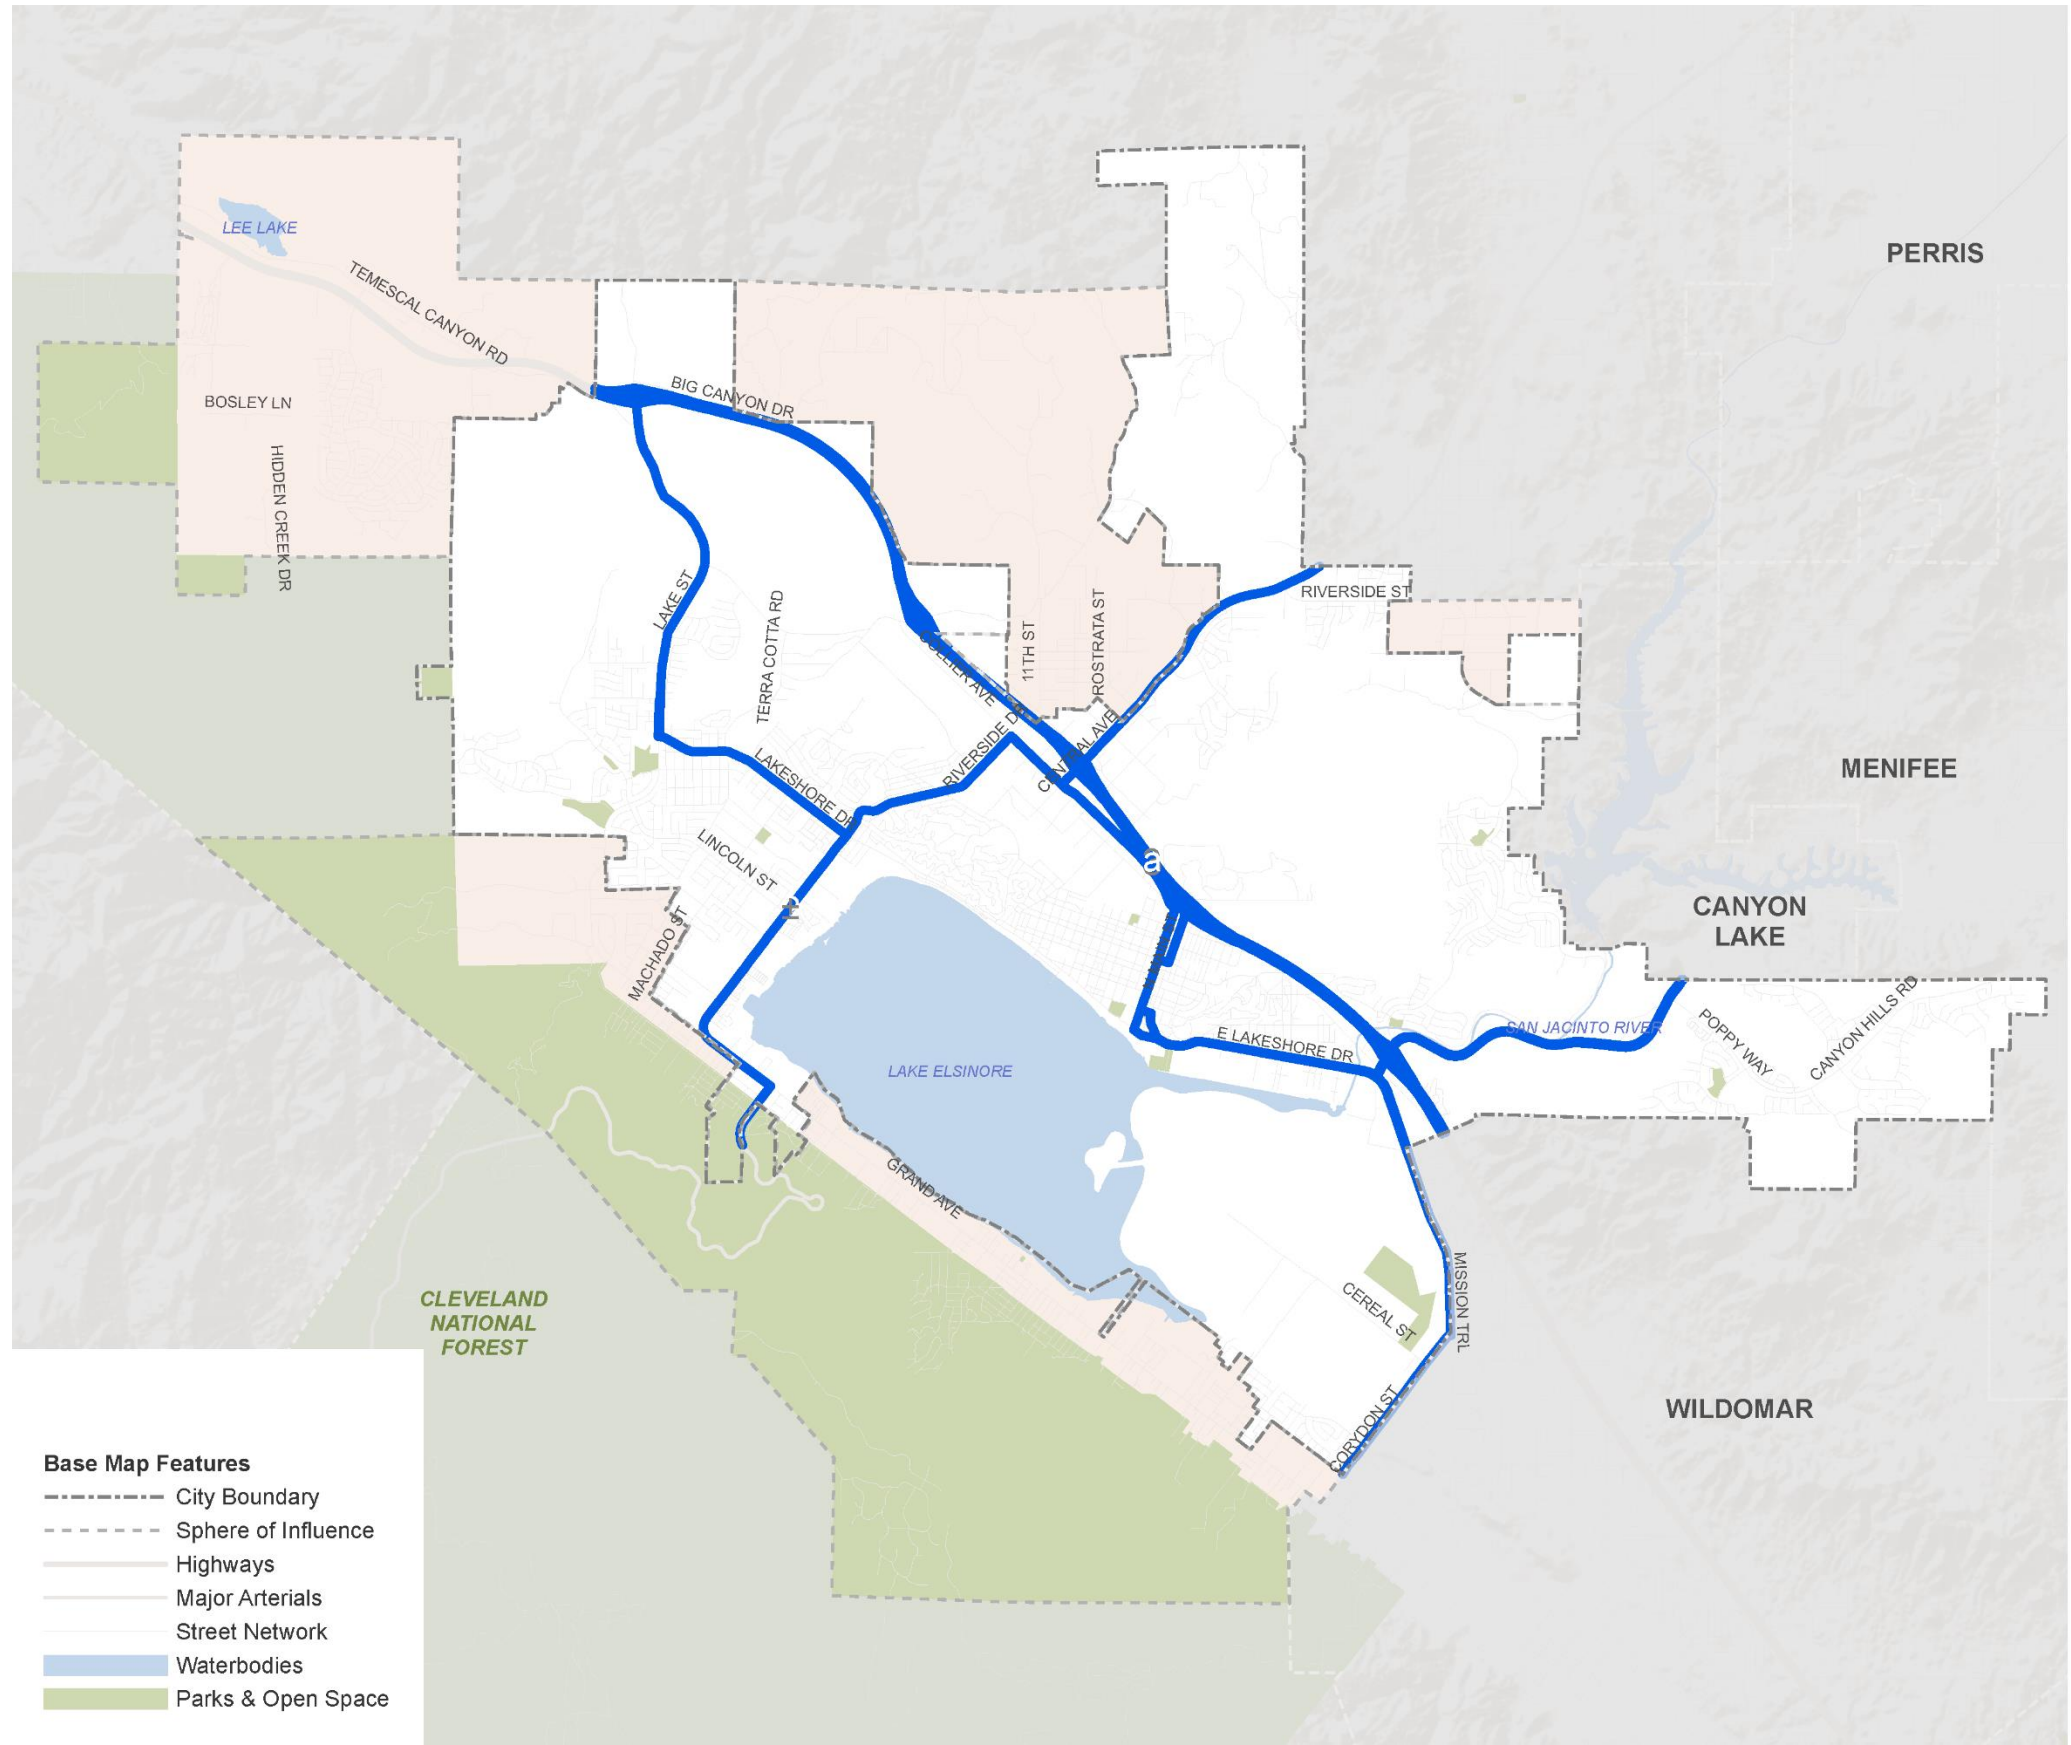 PERRIS
LEE LAKE
TEMESCAL CANYON RD
BIG CANYON DR
BOSLEY LN
HIDDEN CREEK DR
LAKE ST
TERRA COTTA RD
COLLIER AVE
11TH ST
ROSTRATA ST
RIVERSIDE ST
RIVERSIDE D
CENTRAL AVE
LAKESHORE DR
MENIFEE
LINCOLN ST
a
CANYON
LAKE
MACHADO ST
SAN JACINTO RIVER
POPPY WAY
CANYON HILLS RD
E LAKESHORE DR
LAKE ELSINORE
GRAND AVE
CLEVELAND
NATIONAL
FOREST
CEREAL ST
MISSION TRL
CORYDON ST
WILDOMAR
Base Map Features
City Boundary
Sphere of Influence
Highways
Major Arterials
Street Network
Waterbodies
Parks & Open Space